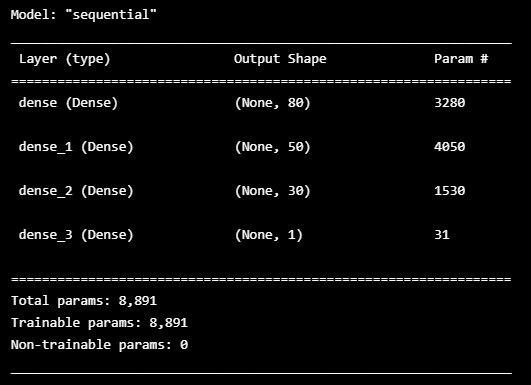 Model: "sequential"
_________________________________________________________________
Layer (type) Output Shape Param #
=================================================================
dense (Dense) (None, 80) 3280
dense_1 (Dense) (None, 50) 4050
dense_2 (Dense) (None, 30) 1530
dense_3 (Dense) (None, 1) 31
=================================================================
Total params: 8,891
Trainable params: 8,891
Non-trainable params: 0
_________________________________________________________________